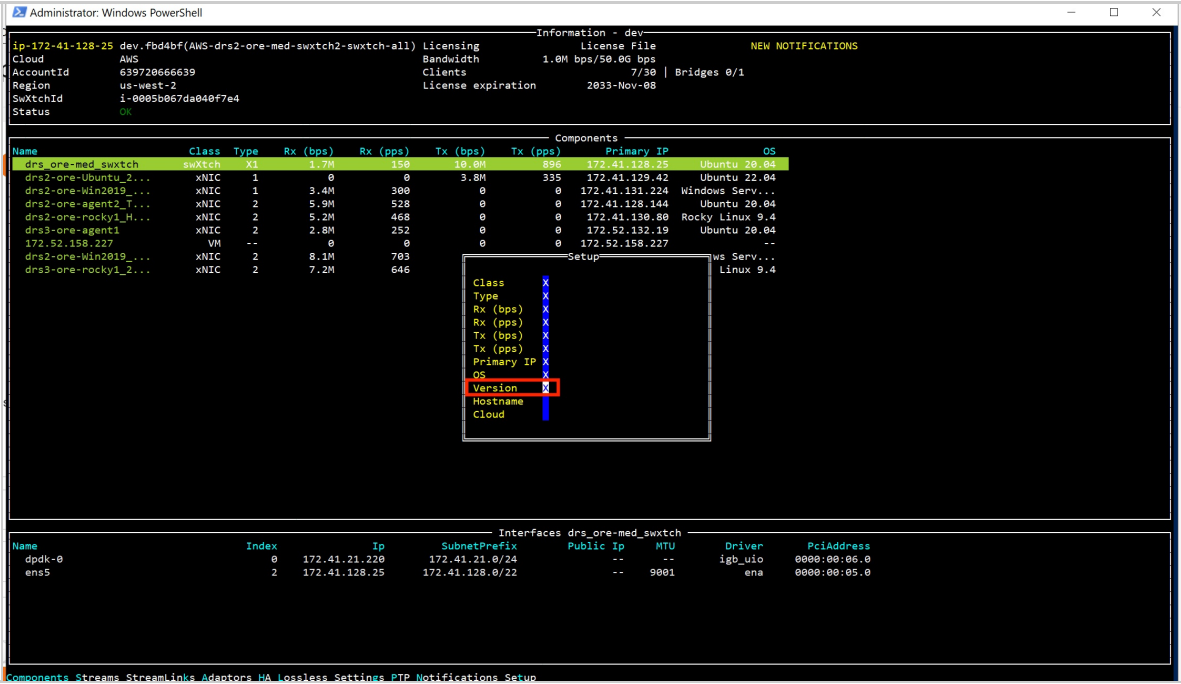 Administrator: Windows PowerShell
Information - dev
ip-172-41-128-25 dev.fbd4bf(AWS-drs2-ore-med-swxtch2-swxtch-all) Licensing License File NEW NOTIFICATIONS
Cloud AWS Bandwidth 1.0M bps/50.0G bps
AccountId 639720666639 Clients 7/30 | Bridges 0/1
Region us-west-2 License expiration 2033-Nov-08
SwXtchId i-0005b067da040f7e4
Status OK
Components
Name Class Type Rx (bps) Rx (pps) Tx (bps) Tx (pps) Primary IP OS
drs_ore-med_swxtch swXtch X1 1.7M 150 10.0M 896 172.41.128.25 Ubuntu 20.04
drs2-ore-Ubuntu_2... xNIC 1 0 0 3.8M 335 172.41.129.42 Ubuntu 22.04
drs2-ore-Win2019_... xNIC 1 3.4M 300 0 0 172.41.131.224 Windows Serv...
drs2-ore-agent2_T... xNIC 2 5.9M 528 0 0 172.41.128.144 Ubuntu 20.04
drs2-ore-rocky1_H... xNIC 2 5.2M 468 0 0 172.41.130.80 Rocky Linux 9.4
drs3-ore-agent1 xNIC 2 2.8M 252 0 0 172.52.132.19 Ubuntu 20.04
172.52.158.227 VM -- 0 0 0 0 172.52.158.227 --
drs2-ore-Win2019_... xNIC 2 8.1M 703 Setup ws Serv...
drs3-ore-rocky1_2... xNIC 2 7.2M 646 Linux 9.4
Class X
Type X
Rx (bps) X
Rx (pps) X
Tx (bps) X
Tx (pps) X
Primary IP X
OS X
Version X
Hostname
Cloud
Interfaces drs_ore-med_swxtch
Name Index Ip SubnetPrefix Public Ip MTU Driver PciAddress
dpdk-0 0 172.41.21.220 172.41.21.0/24 -- -- igb_uio 0000:00:06.0
ens5 2 172.41.128.25 172.41.128.0/22 -- 9001 ena 0000:00:05.0
Components Streams StreamLinks Adaptors HA Lossless Settings PTP Notifications Setup